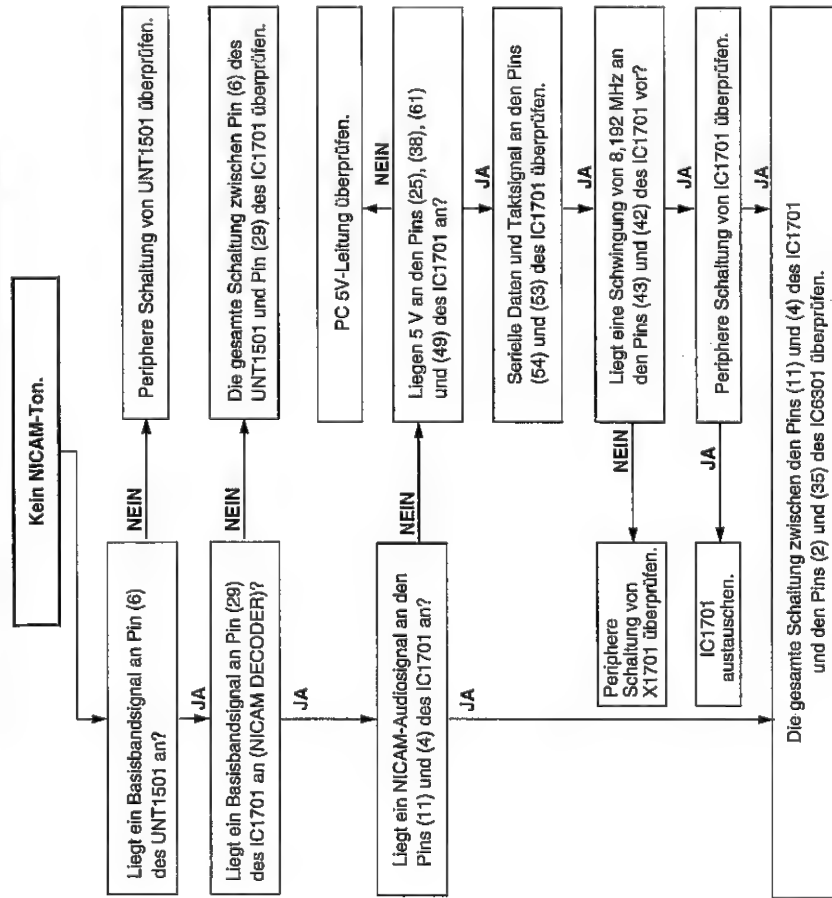 Kein NICAM-Ton.
Liegt ein Basisbandsignal an Pin (6)
des UNT1501 an?
NEIN
Periphere Schaltung von UNT1501 überprüfen.
JA
Liegt ein Basisbandsignal an Pin (29)
des IC1701 an (NICAM DECODER)?
NEIN
Die gesamte Schaltung zwischen Pin (6) des
UNT1501 und Pin (29) des IC1701 überprüfen.
JA
PC 5V-Leitung überprüfen.
NEIN
Liegt ein NICAM-Audiosignal an den
Pins (11) und (4) des IC1701 an?
NEIN
Liegen 5 V an den Pins (25), (38), (61)
und (49) des IC1701 an?
JA
JA
Serielle Daten und Taktsignal an den Pins
(54) und (53) des IC1701 überprüfen.
JA
Liegt eine Schwingung von 8,192 MHz an
den Pins (43) und (42) des IC1701 vor?
NEIN
Periphere
Schaltung von
X1701 überprüfen.
JA
Periphere Schaltung von IC1701 überprüfen.
JA
IC1701
austauschen.
JA
Die gesamte Schaltung zwischen den Pins (11) und (4) des IC1701
und den Pins (2) und (35) des IC6301 überprüfen.